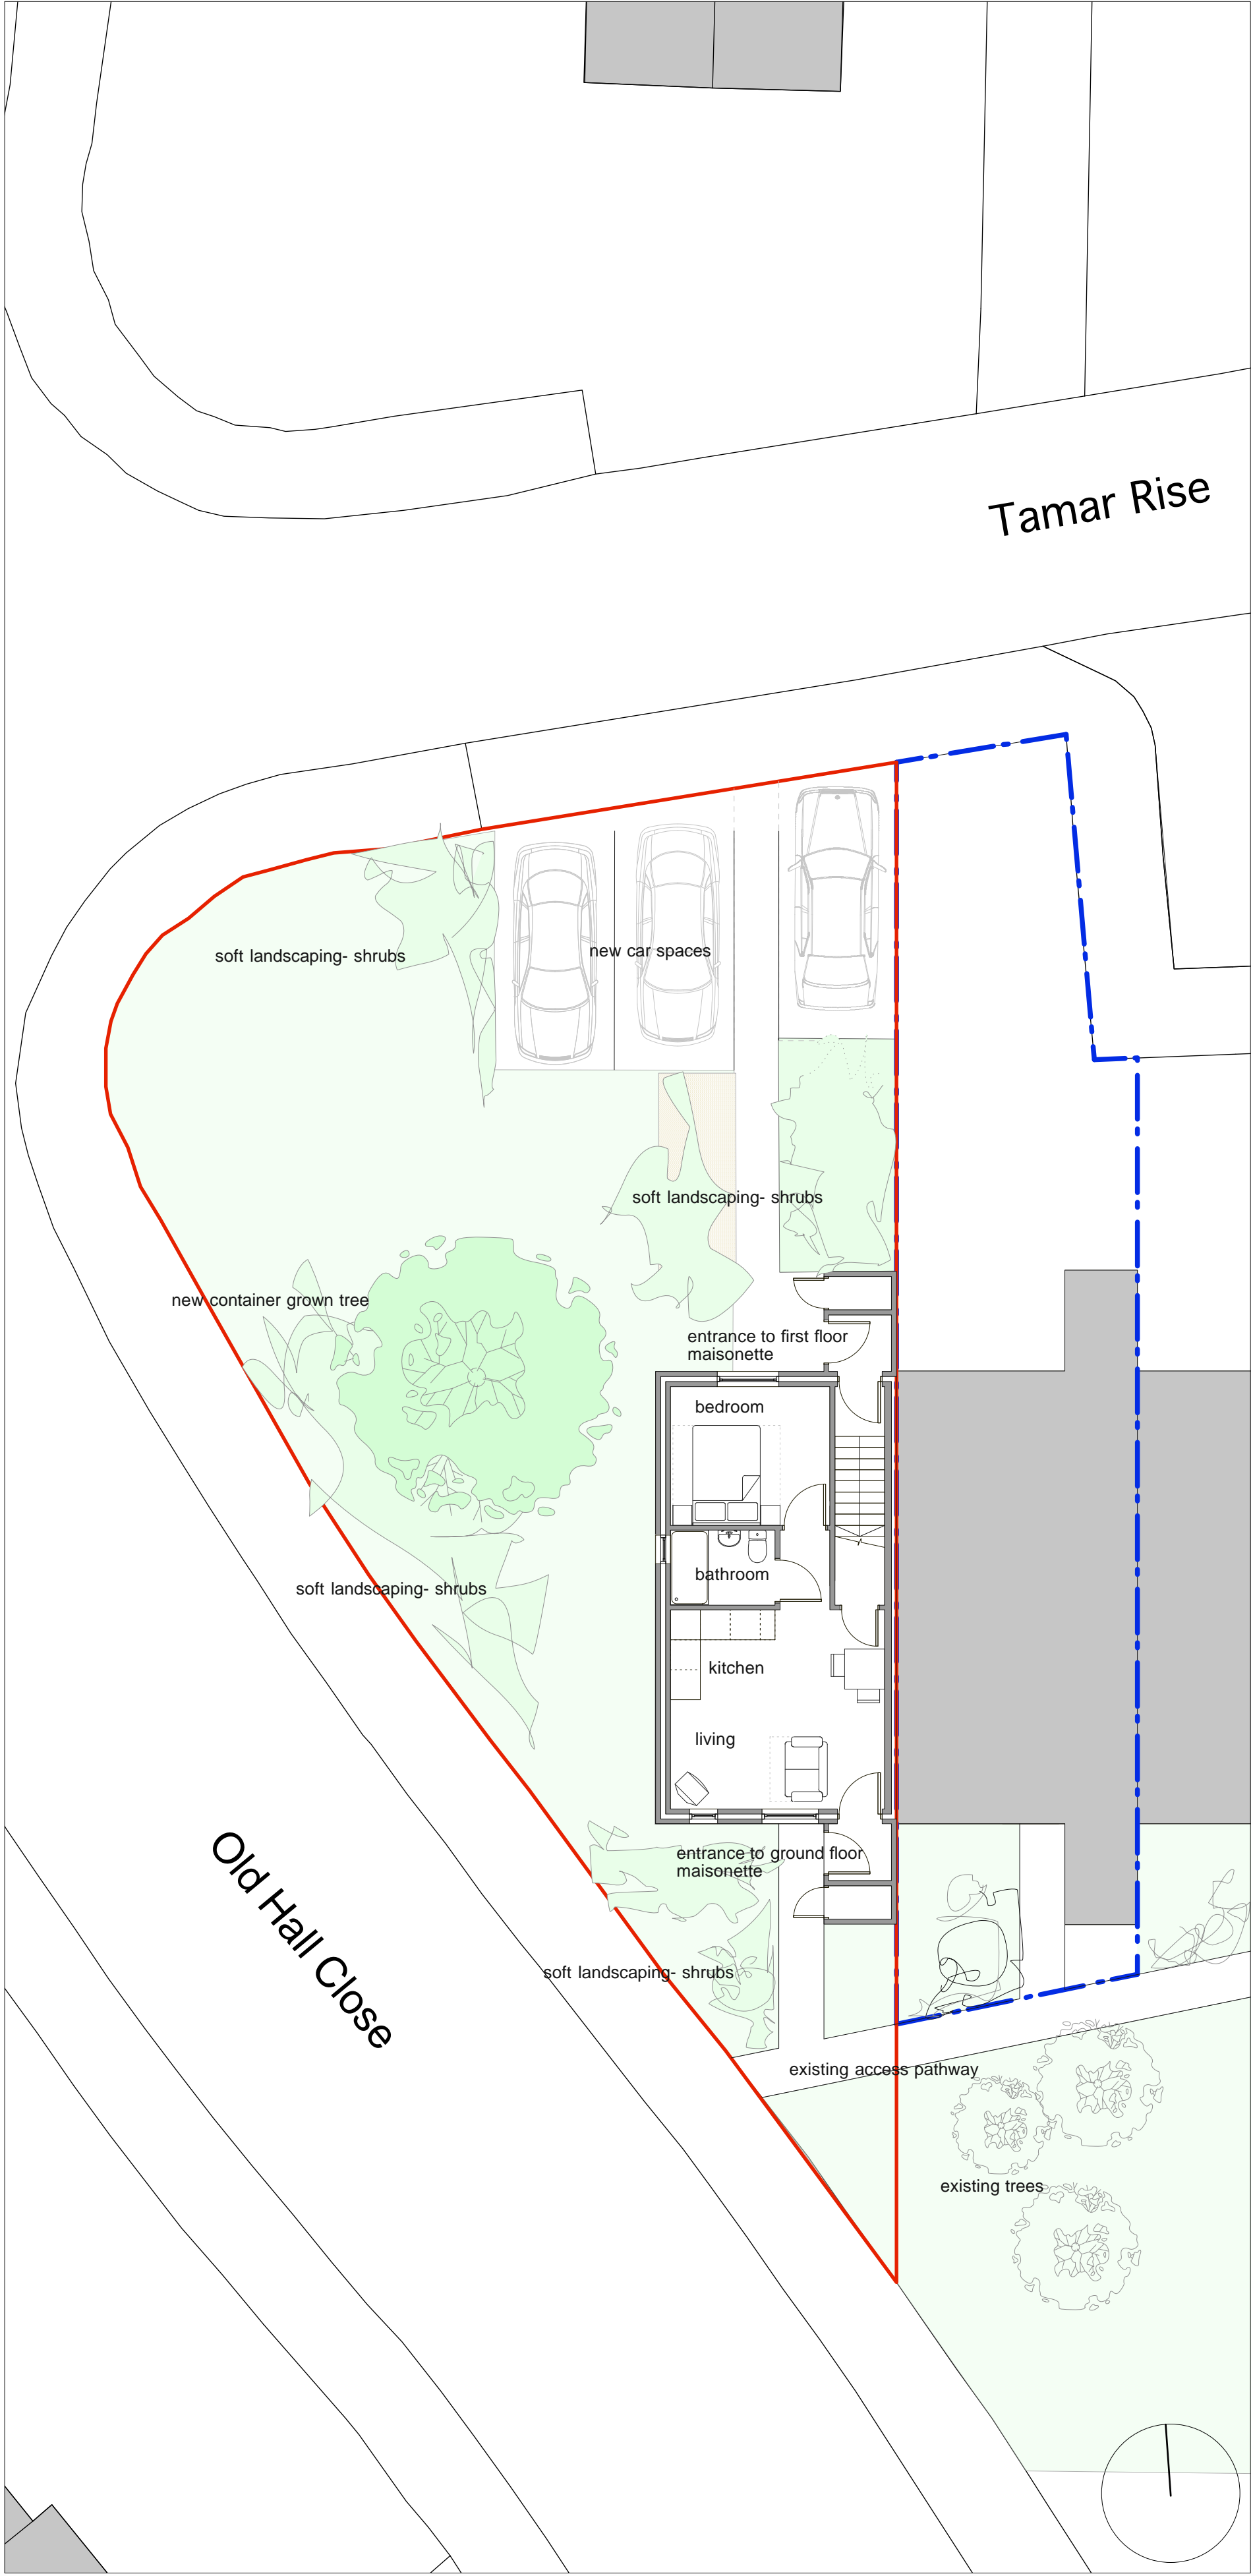 Tamar Rise
soft landscaping- shrubs
new car spaces
soft landscaping- shrubs
new container grown tree
entrance to first floor
maisonette
bedroom
bathroom
soft landscaping- shrubs
kitchen
living
entrance to ground floor
maisonette
Old Hall Close
soft landscaping- shrubs
existing access pathway
existing trees